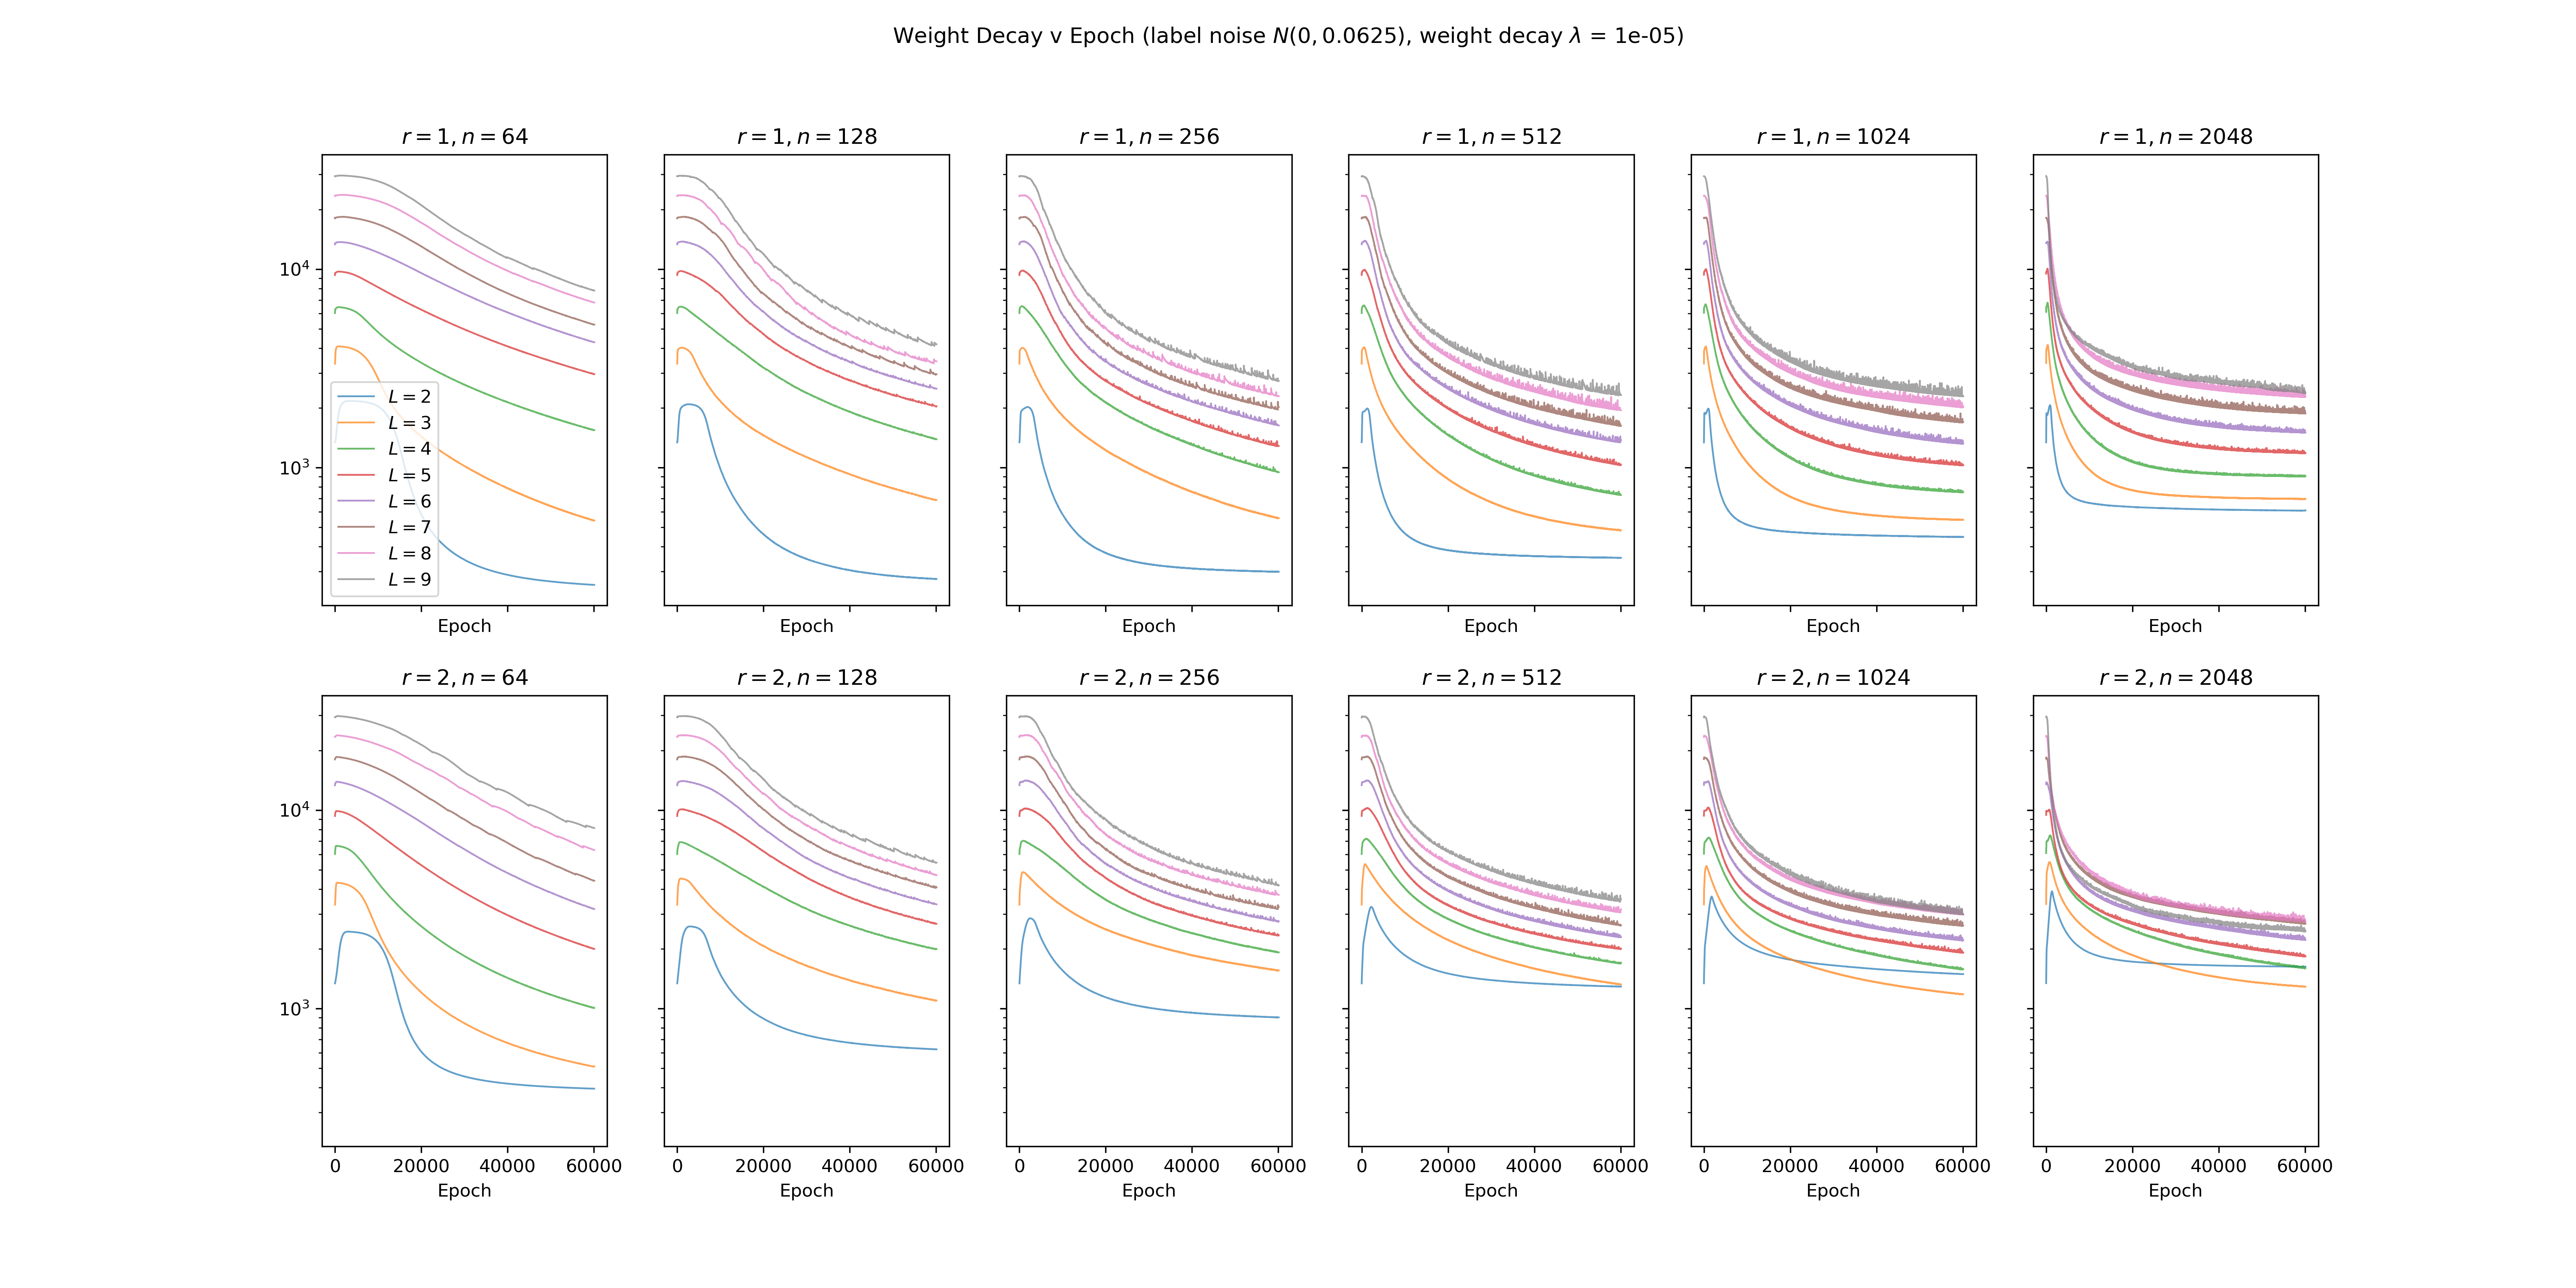 Weight Decay v Epoch (label noise N(0, 0.0625), weight decay λ = 1e-05)
r = 1, n = 64
r = 1, n = 128
r = 1, n = 256
r = 1, n = 512
r = 1, n = 1024
r = 1, n = 2048
10⁴
10³
L = 2
L = 3
L = 4
L = 5
L = 6
L = 7
L = 8
L = 9
Epoch
Epoch
Epoch
Epoch
Epoch
Epoch
r = 2, n = 64
r = 2, n = 128
r = 2, n = 256
r = 2, n = 512
r = 2, n = 1024
r = 2, n = 2048
10⁴
10³
0 20000 40000 60000
0 20000 40000 60000
0 20000 40000 60000
0 20000 40000 60000
0 20000 40000 60000
0 20000 40000 60000
Epoch
Epoch
Epoch
Epoch
Epoch
Epoch